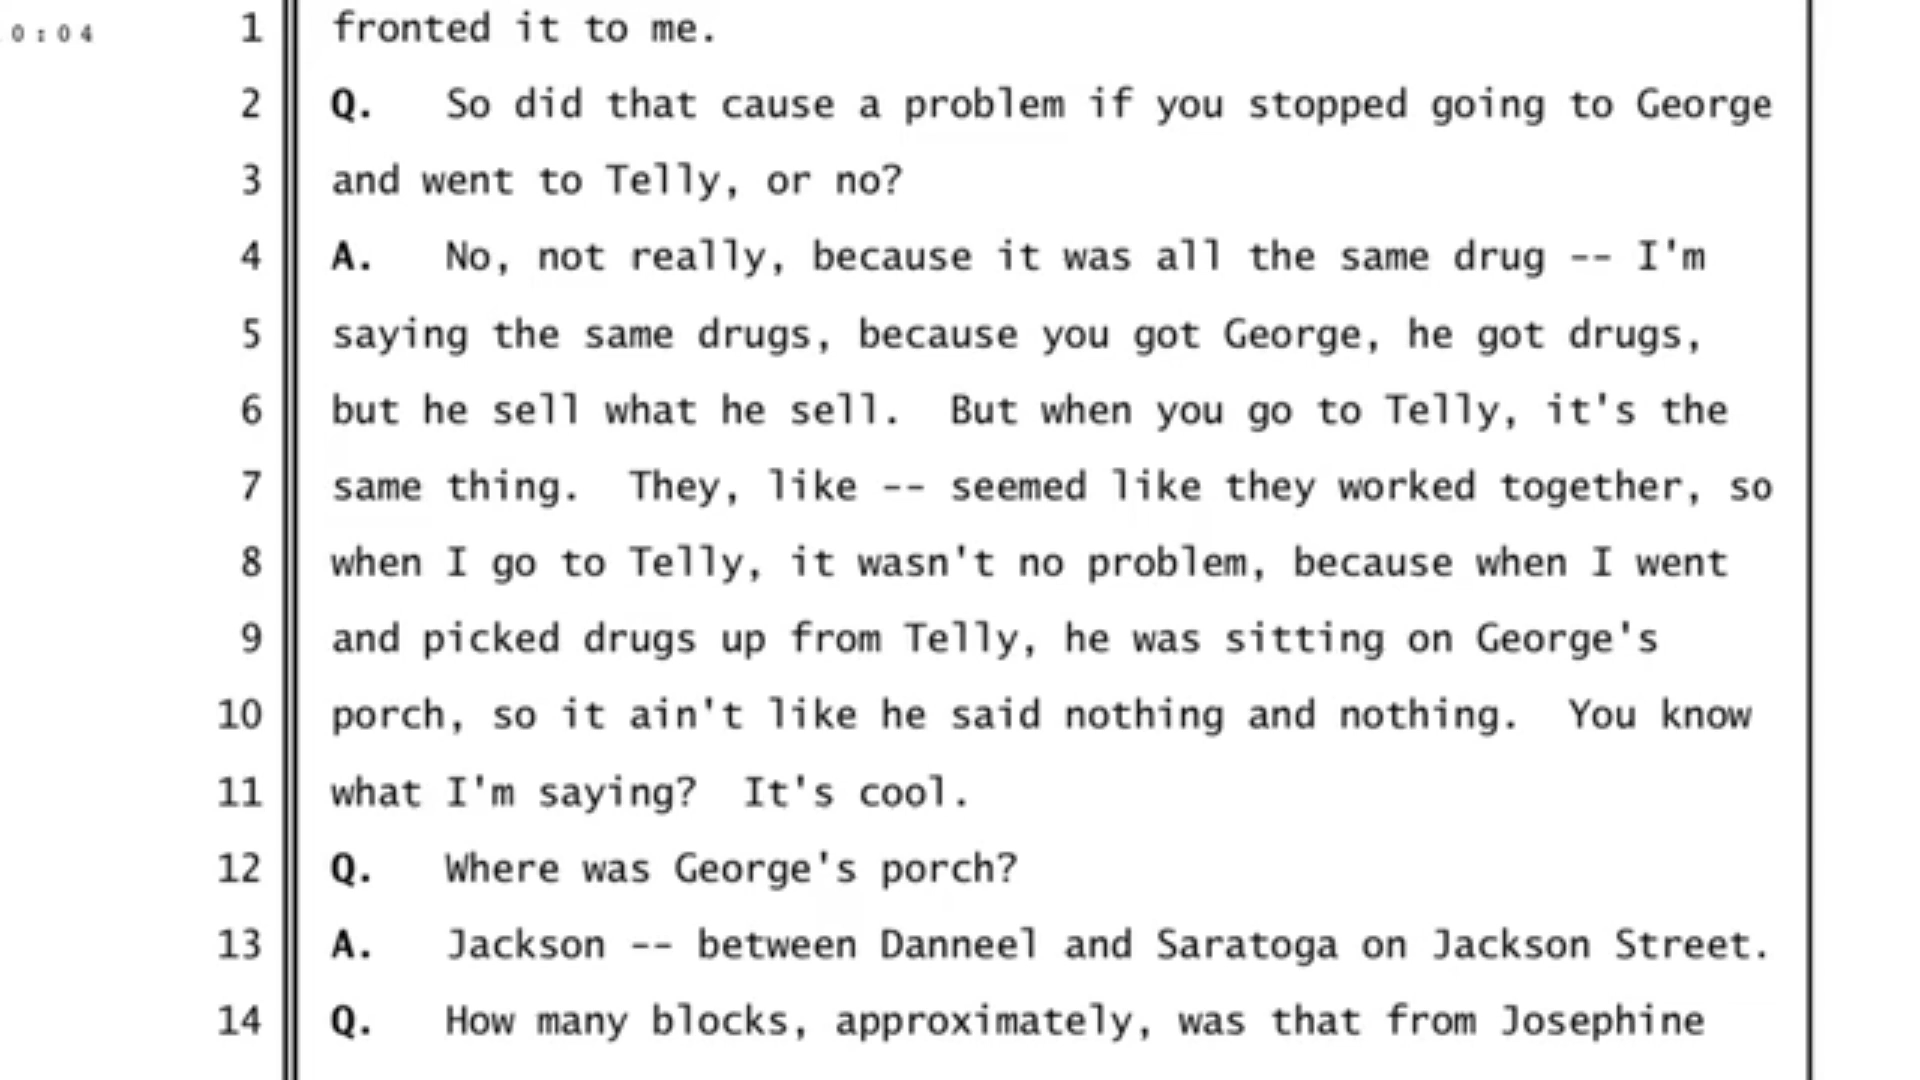 0:04 1 fronted it to me.
2 Q. So did that cause a problem if you stopped going to George
3 and went to Telly, or no?
4 A. No, not really, because it was all the same drug -- I'm
5 saying the same drugs, because you got George, he got drugs,
6 but he sell what he sell. But when you go to Telly, it's the
7 same thing. They, like -- seemed like they worked together, so
8 when I go to Telly, it wasn't no problem, because when I went
9 and picked drugs up from Telly, he was sitting on George's
10 porch, so it ain't like he said nothing and nothing. You know
11 what I'm saying? It's cool.
12 Q. Where was George's porch?
13 A. Jackson -- between Danneel and Saratoga on Jackson Street.
14 Q. How many blocks, approximately, was that from Josephine